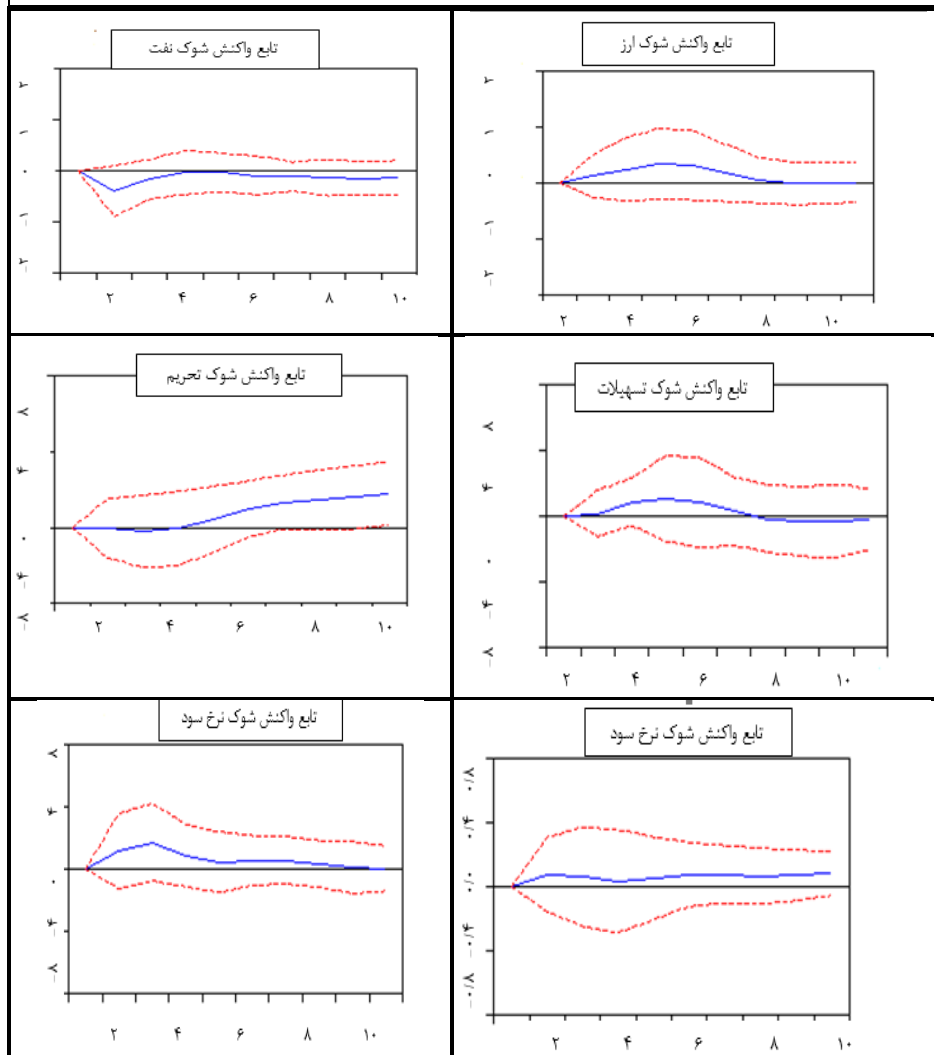 تابع واکنش شوک ارز
۲
۱
۰
-۱
-۲
۲ ۴ ۶ ۸ ۱۰
تابع واکنش شوک نفت
۲
۱
۰
-۱
-۲
۲ ۴ ۶ ۸ ۱۰
تابع واکنش شوک تسهیلات
۸
۴
۰
-۴
-۸
۲ ۴ ۶ ۸ ۱۰
تابع واکنش شوک تحریم
۸
۴
۰
-۴
-۸
۲ ۴ ۶ ۸ ۱۰
تابع واکنش شوک نرخ سود
۰/۸
۰/۴
۰/۰
-۰/۴
-۰/۸
۲ ۴ ۶ ۸ ۱۰
تابع واکنش شوک نرخ سود
۸
۴
۰
-۴
-۸
۲ ۴ ۶ ۸ ۱۰